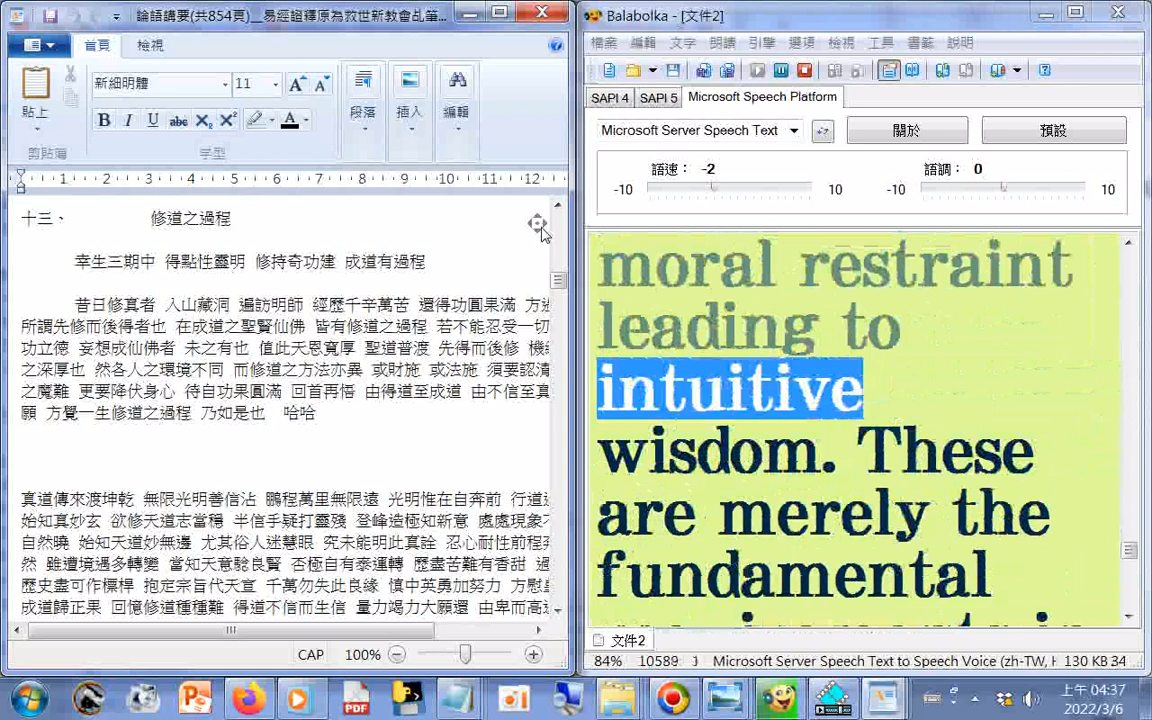 論語講要(共854頁)__易經證釋原為救世新教會乩筆...
首頁 檢視
貼上
剪貼簿
新細明體 11
B I U abc X₂ X²
A
字型
段落
插入
編輯
1 2 3 4 5 6 7 8 9 10 11 12
十三、 修道之過程
幸生三期中 得點性靈明 修持奇功建 成道有過程
昔日修真者 入山藏洞 遍訪明師 經歷千辛萬苦 還得功圓果滿 方
所謂先修而後得者也 在成道之聖賢仙佛 皆有修道之過程 若不能忍受一切
功立德 妄想成仙佛者 未之有也 值此天恩寬厚 聖道普渡 先得而後修 機
之深厚也 然各人之環境不同 而修道之方法亦異 或財施 或法施 須要認清
之魔難 更要降伏身心 待自功果圓滿 回首再悟 由得道至成道 由不信至真
願 方覺一生修道之過程 乃如是也 哈哈
真道傳來渡坤乾 無限光明善信沾 鵬程萬里無限遠 光明惟在自奔前 行道
始知真妙玄 欲修天道志當穩 半信乎疑打靈殘 登峰造極知新意 處處現象
自然曉 始知天道妙無邊 尤其俗人迷慧眼 究未能明此真詮 忍心耐性前程
然 雖遭境遇多轉變 當知天意驗良賢 否極自有泰運轉 歷盡苦難有香甜
歷史盡可作標桿 抱定宗旨代天宣 千萬勿失此良緣 慎中英勇加努力 方慰
成道歸正果 回憶修道種種難 得道不信而生信 量力竭力大願還 由卑而高
CAP 100%
Balabolka - [文件2]
檔案 編輯 文字 朗讀 引擎 選項 檢視 工具 書籤 說明
SAPI 4 SAPI 5 Microsoft Speech Platform
Microsoft Server Speech Text 關於 預設
語速： -2 語調： 0
-10 10 -10 10
moral restraint
leading to
intuitive
wisdom. These
are merely the
fundamental
文件2
84% 10589 Microsoft Server Speech Text to Speech Voice (zh-TW, H 130 KB 34
PDF
上午 04:37
2022/3/6